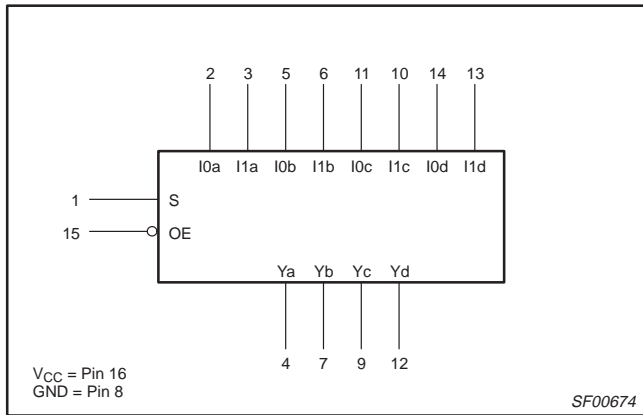 2 3 5 6 11 10 14 13
I0a I1a I0b I1b I0c I1c I0d I1d
1 S
15 OE
Ya Yb Yc Yd
4 7 9 12
VCC = Pin 16
GND = Pin 8
SF00674